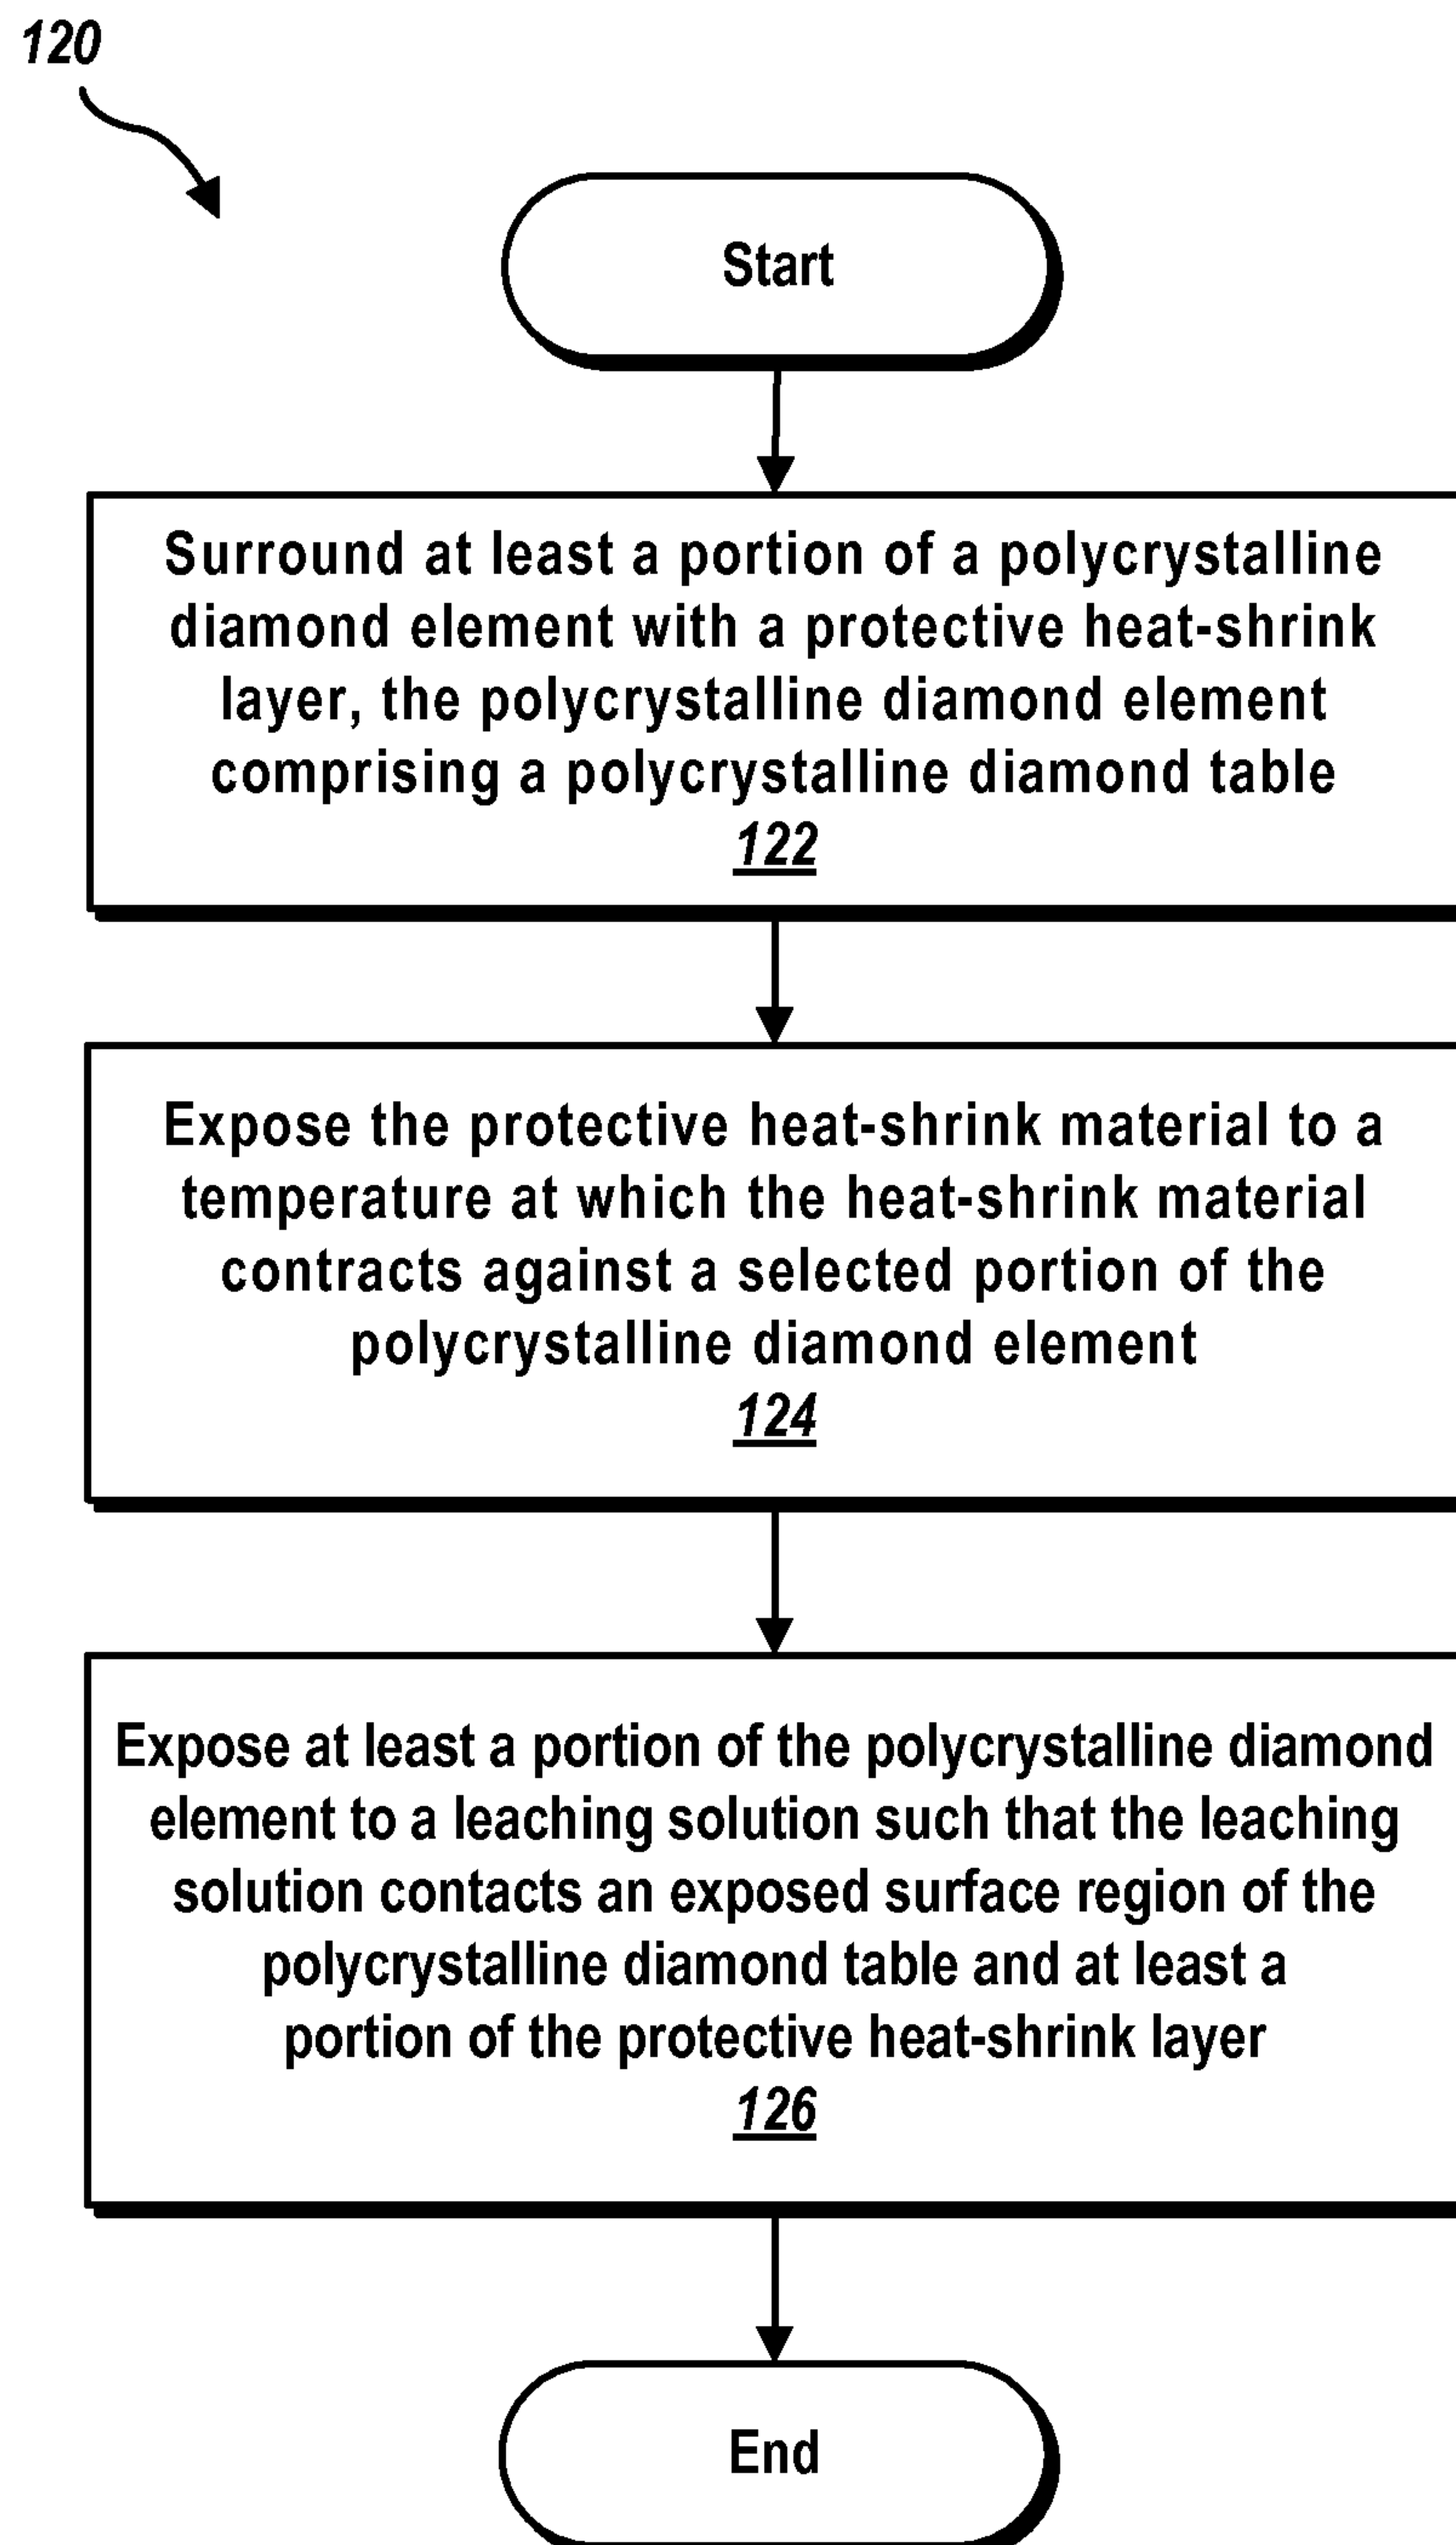 120
Start
Surround at least a portion of a polycrystalline
diamond element with a protective heat-shrink
layer, the polycrystalline diamond element
comprising a polycrystalline diamond table
122
Expose the protective heat-shrink material to a
temperature at which the heat-shrink material
contracts against a selected portion of the
polycrystalline diamond element
124
Expose at least a portion of the polycrystalline diamond
element to a leaching solution such that the leaching
solution contacts an exposed surface region of the
polycrystalline diamond table and at least a
portion of the protective heat-shrink layer
126
End